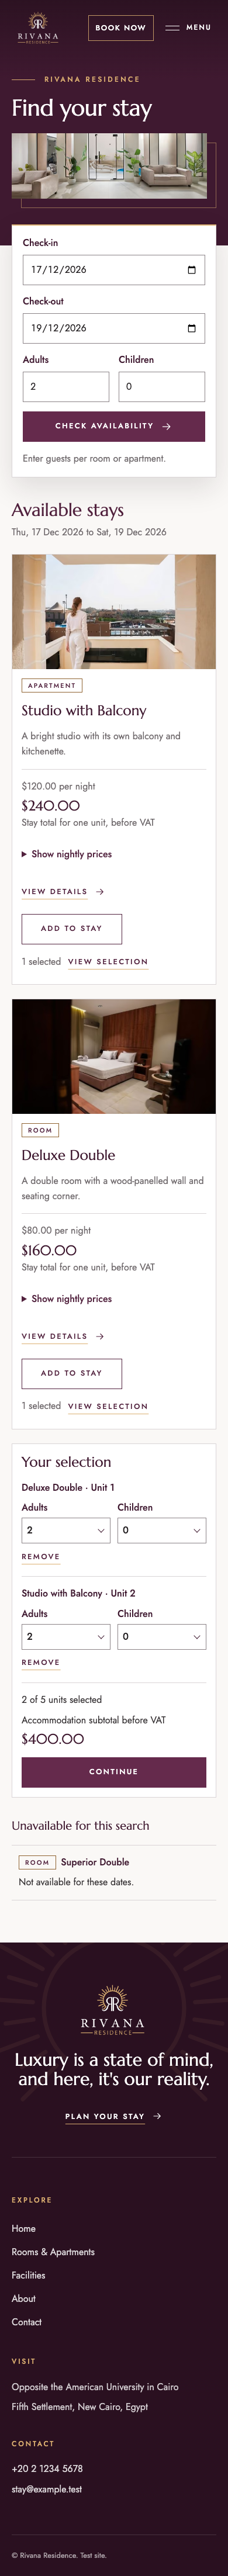 RIVANA
RESIDENCE
BOOK NOW
MENU
RIVANA RESIDENCE
Find your stay
Check-in
17/12/2026
Check-out
19/12/2026
Adults
Children
2
0
CHECK AVAILABILITY
Enter guests per room or apartment.
Available stays
Thu, 17 Dec 2026 to Sat, 19 Dec 2026
APARTMENT
Studio with Balcony
A bright studio with its own balcony and
kitchenette.
$120.00 per night
$240.00
Stay total for one unit, before VAT
Show nightly prices
VIEW DETAILS
ADD TO STAY
1 selected VIEW SELECTION
ROOM
Deluxe Double
A double room with a wood-panelled wall and
seating corner.
$80.00 per night
$160.00
Stay total for one unit, before VAT
Show nightly prices
VIEW DETAILS
ADD TO STAY
1 selected VIEW SELECTION
Your selection
Deluxe Double · Unit 1
Adults
Children
2
0
REMOVE
Studio with Balcony · Unit 2
Adults
Children
2
0
REMOVE
2 of 5 units selected
Accommodation subtotal before VAT
$400.00
CONTINUE
Unavailable for this search
ROOM Superior Double
Not available for these dates.
RIVANA
RESIDENCE
Luxury is a state of mind,
and here, it's our reality.
PLAN YOUR STAY
EXPLORE
Home
Rooms & Apartments
Facilities
About
Contact
VISIT
Opposite the American University in Cairo
Fifth Settlement, New Cairo, Egypt
CONTACT
+20 2 1234 5678
stay@example.test
© Rivana Residence. Test site.